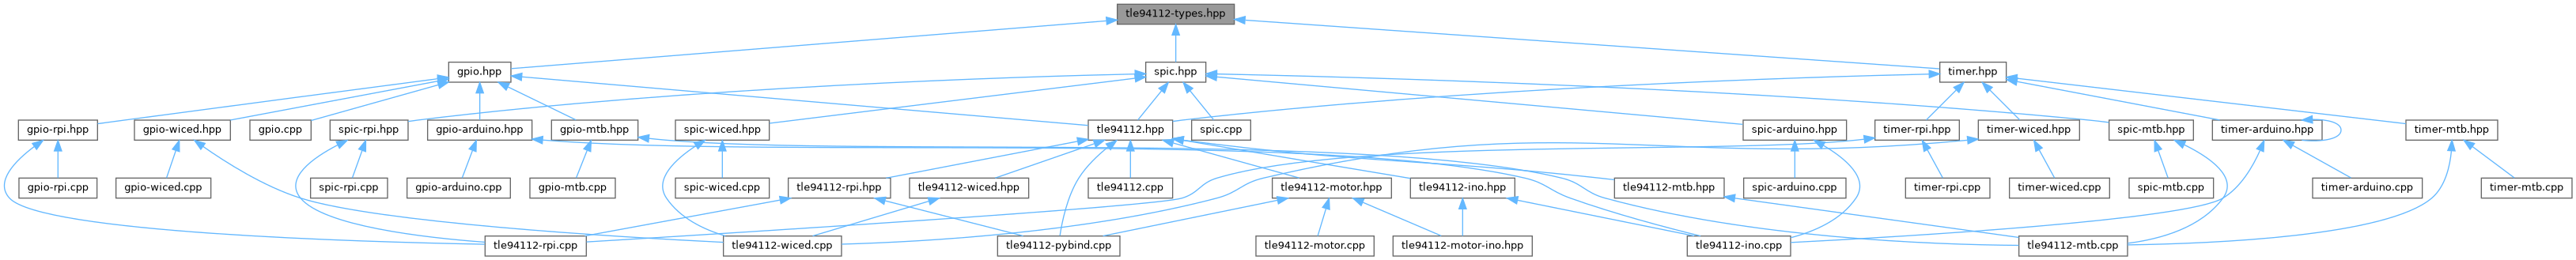 tle94112-types.hpp
gpio.hpp
spic.hpp
timer.hpp
gpio-rpi.hpp
gpio-wiced.hpp
gpio.cpp
spic-rpi.hpp
gpio-arduino.hpp
gpio-mtb.hpp
spic-wiced.hpp
tle94112.hpp
spic.cpp
spic-arduino.hpp
timer-rpi.hpp
timer-wiced.hpp
spic-mtb.hpp
timer-arduino.hpp
timer-mtb.hpp
gpio-rpi.cpp
gpio-wiced.cpp
spic-rpi.cpp
gpio-arduino.cpp
gpio-mtb.cpp
spic-wiced.cpp
tle94112-rpi.hpp
tle94112-wiced.hpp
tle94112.cpp
tle94112-motor.hpp
tle94112-ino.hpp
tle94112-mtb.hpp
spic-arduino.cpp
timer-rpi.cpp
timer-wiced.cpp
spic-mtb.cpp
timer-arduino.cpp
timer-mtb.cpp
tle94112-rpi.cpp
tle94112-wiced.cpp
tle94112-pybind.cpp
tle94112-motor.cpp
tle94112-motor-ino.hpp
tle94112-ino.cpp
tle94112-mtb.cpp